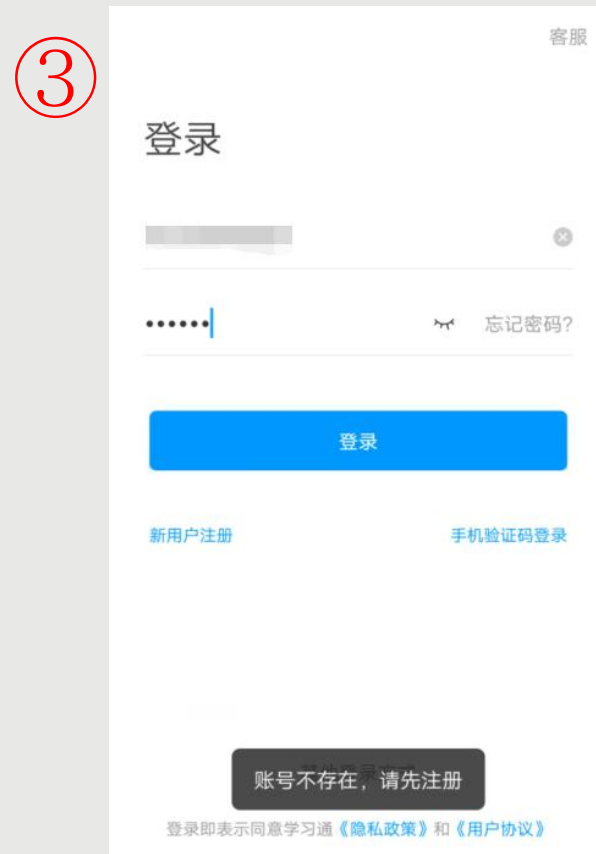 客服
③
登录
••••••
忘记密码?
登录
新用户注册
手机验证码登录
账号不存在，请先注册
登录即表示同意学习通《隐私政策》和《用户协议》